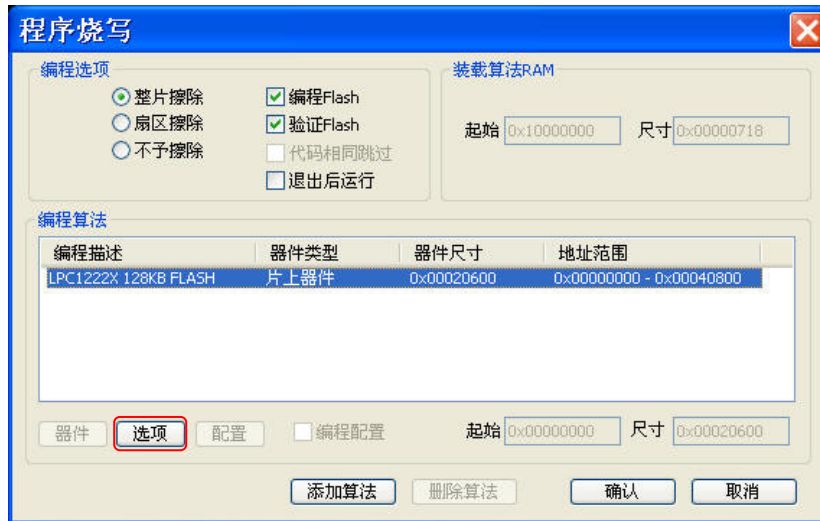 程序烧写
编程选项
整片擦除
编程Flash
扇区擦除
验证Flash
不予擦除
代码相同跳过
退出后运行
装载算法RAM
起始 0x10000000 尺寸 0x00000718
编程算法
编程描述 器件类型 器件尺寸 地址范围
LPC1222X 128KB FLASH 片上器件 0x00020600 0x00000000 - 0x00040800
器件 选项 配置 编程配置 起始 0x00000000 尺寸 0x00020600
添加算法 删除算法 确认 取消